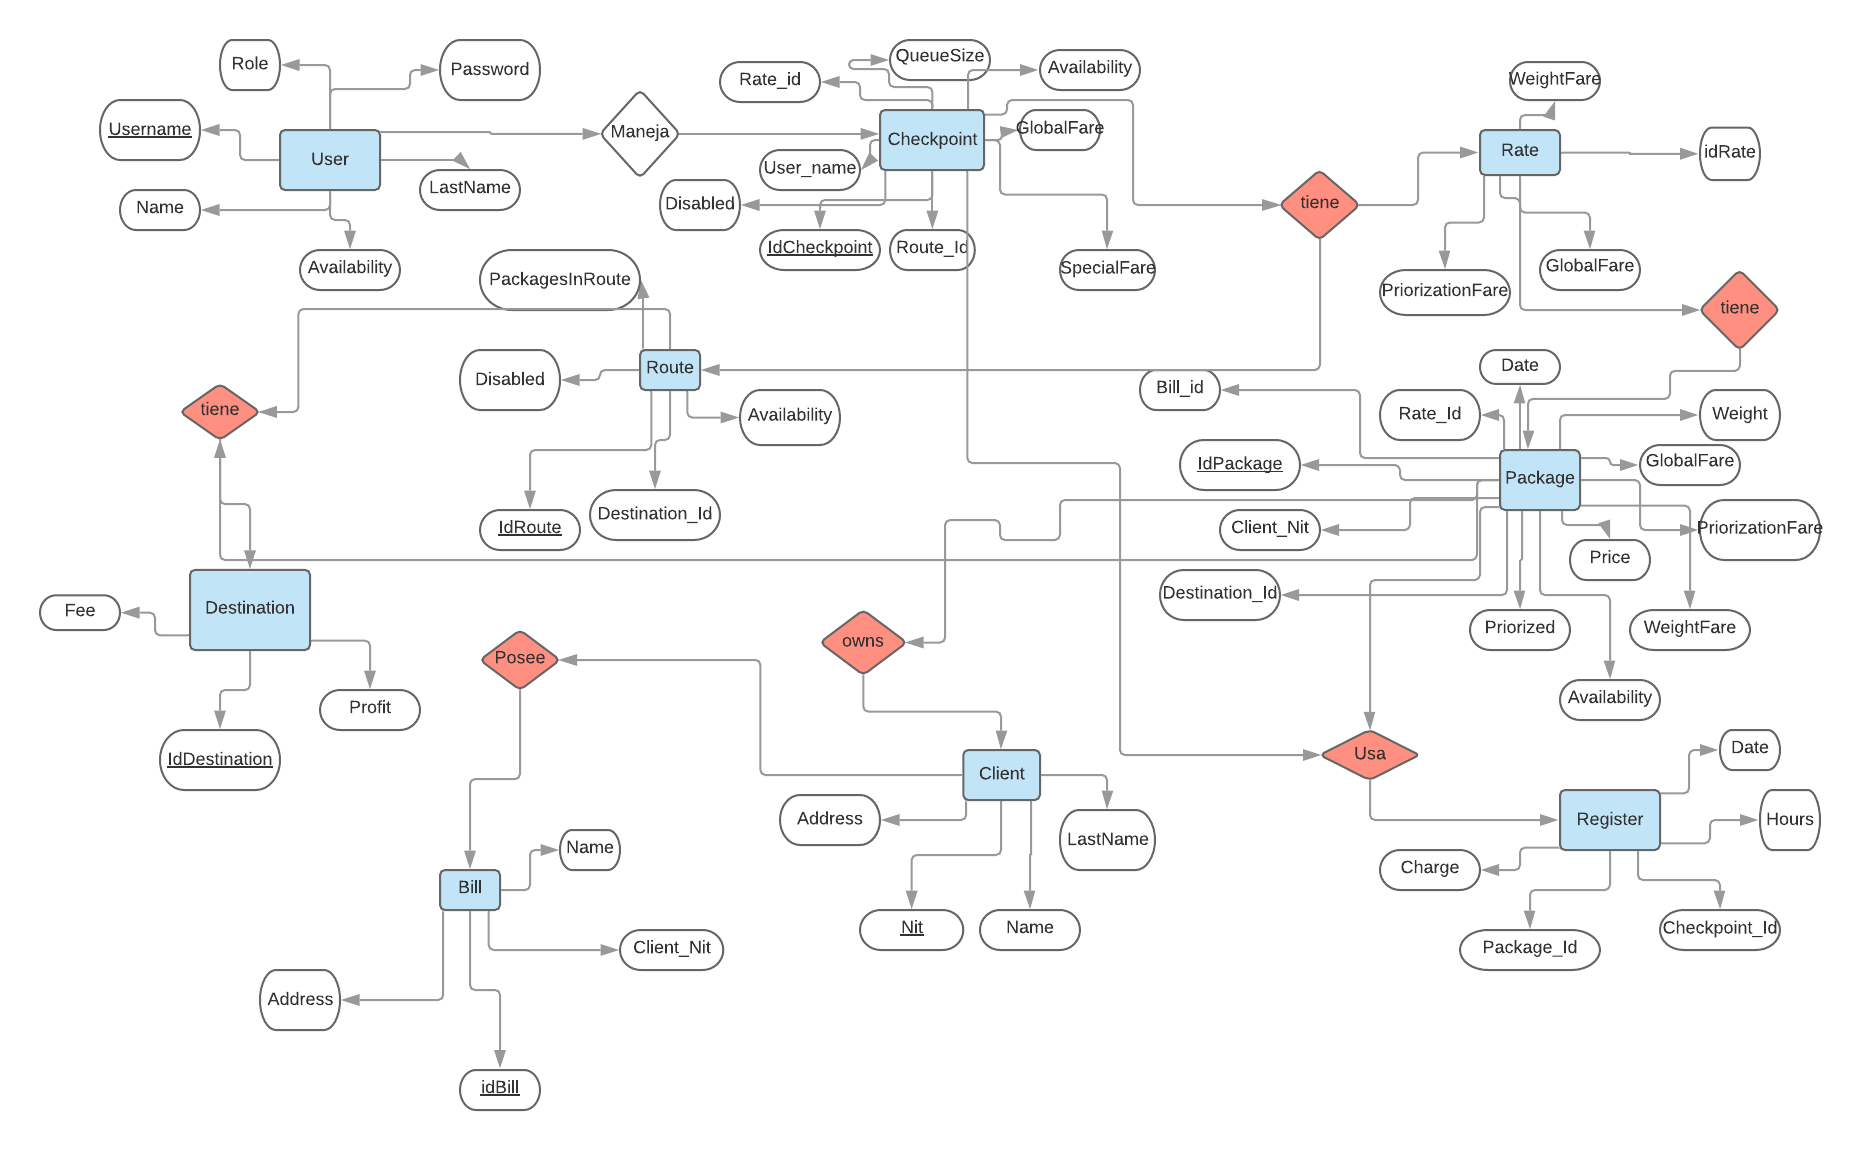 Role
Password
Username
User
LastName
Name
Availability
Maneja
QueueSize
Availability
Rate_id
GlobalFare
Checkpoint
User_name
Disabled
IdCheckpoint
Route_Id
SpecialFare
tiene
WeightFare
Rate
idRate
PriorizationFare
GlobalFare
tiene
PackagesInRoute
Route
Disabled
Availability
IdRoute
Destination_Id
tiene
Destination
Fee
Profit
IdDestination
Date
Bill_id
Rate_Id
Weight
IdPackage
GlobalFare
Package
Client_Nit
PriorizationFare
Price
Destination_Id
Priorized
WeightFare
Availability
Posee
owns
Usa
Client
Address
LastName
Nit
Name
Bill
Name
Client_Nit
Address
idBill
Register
Date
Hours
Charge
Package_Id
Checkpoint_Id